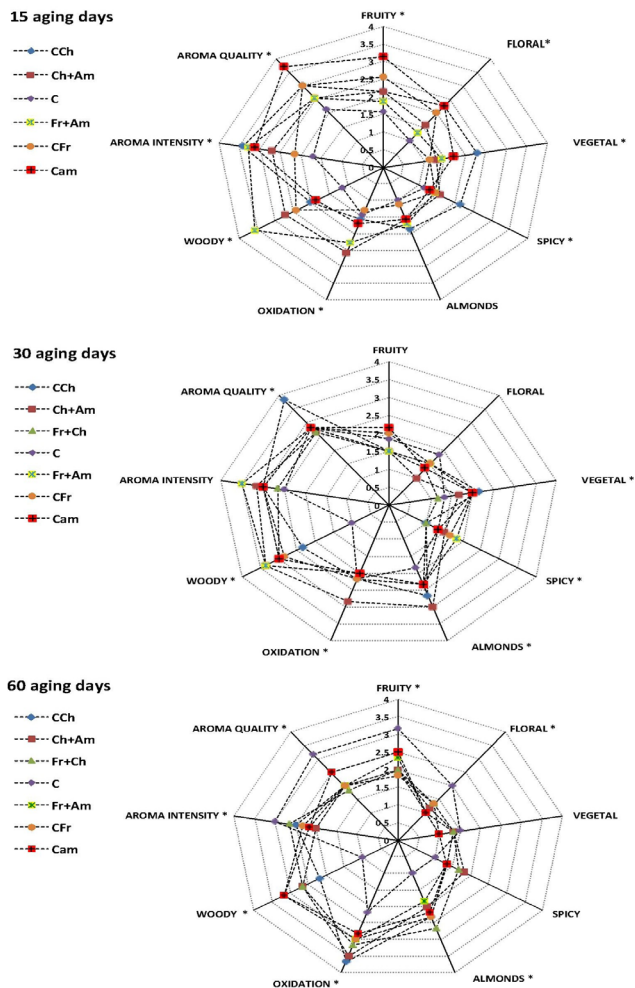 15 aging days
CCh
Ch+Am
C
Fr+Am
CFr
Cam
FRUITY *
FLORAL*
VEGETAL *
SPICY *
ALMONDS
OXIDATION *
WOODY *
AROMA INTENSITY *
AROMA QUALITY *
4
3.5
3
2.5
2
1.5
1
0.5
0
30 aging days
CCh
Ch+Am
Fr+Ch
C
Fr+Am
CFr
Cam
FRUITY
FLORAL
VEGETAL *
SPICY *
ALMONDS *
OXIDATION *
WOODY *
AROMA INTENSITY
AROMA QUALITY *
4
3.5
3
2.5
2
1.5
1
0.5
0
60 aging days
CCh
Ch+Am
Fr+Ch
C
Fr+Am
CFr
Cam
FRUITY *
FLORAL *
VEGETAL
SPICY
ALMONDS *
OXIDATION *
WOODY *
AROMA INTENSITY *
AROMA QUALITY *
4
3.5
3
2.5
2
1.5
1
0.5
0